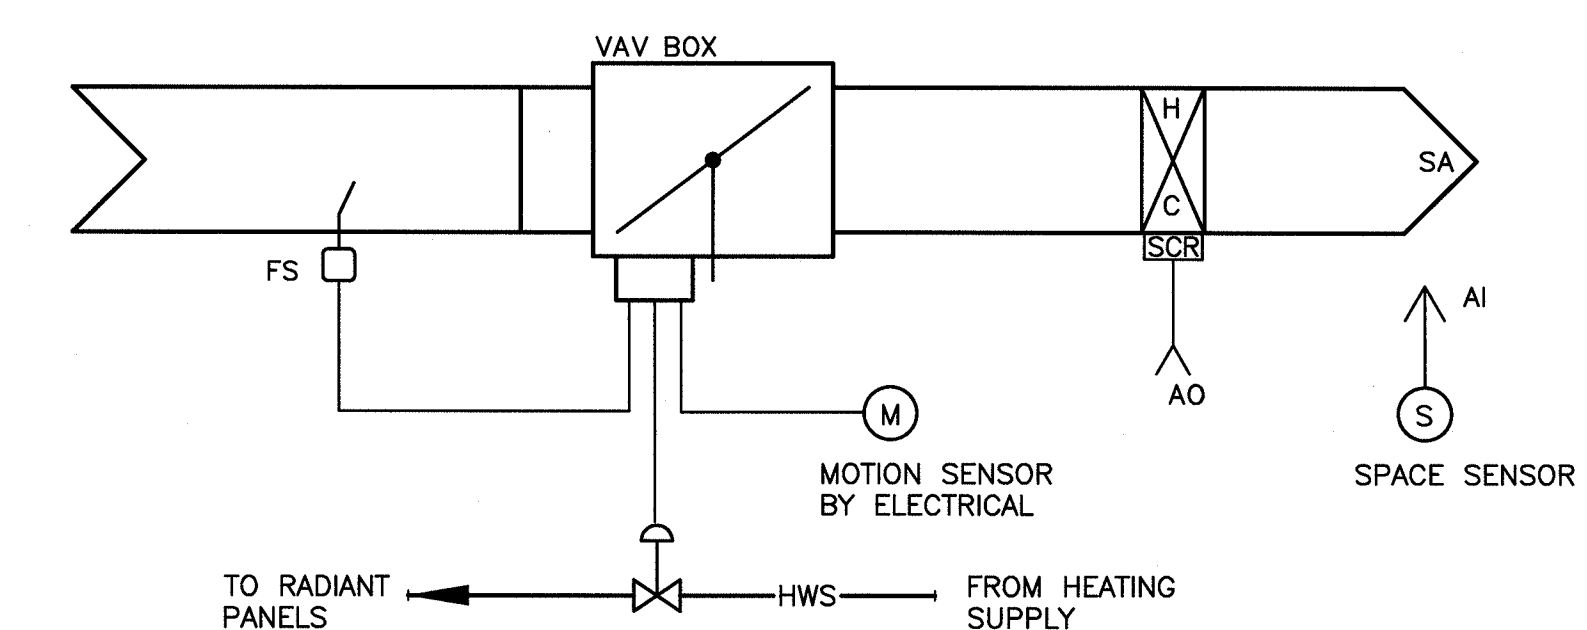 VAV BOX
H
SA
C
SCR
FS
AI
AO
M
S
MOTION SENSOR
BY ELECTRICAL
SPACE SENSOR
TO RADIANT
PANELS
HWS
FROM HEATING
SUPPLY